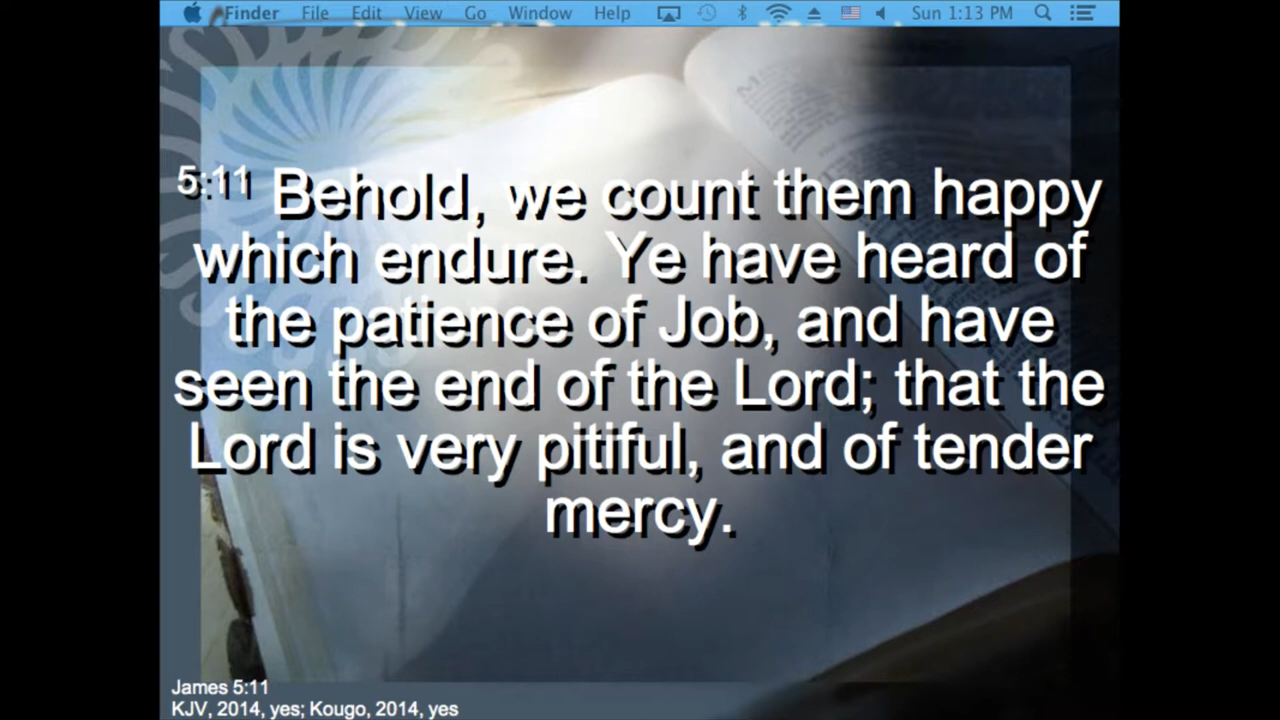 Finder File Edit View Go Window Help Sun 1:13 PM
5:11 Behold, we count them happy
which endure. Ye have heard of
the patience of Job, and have
seen the end of the Lord; that the
Lord is very pitiful, and of tender
mercy.
James 5:11
KJV, 2014, yes; Kougo, 2014, yes